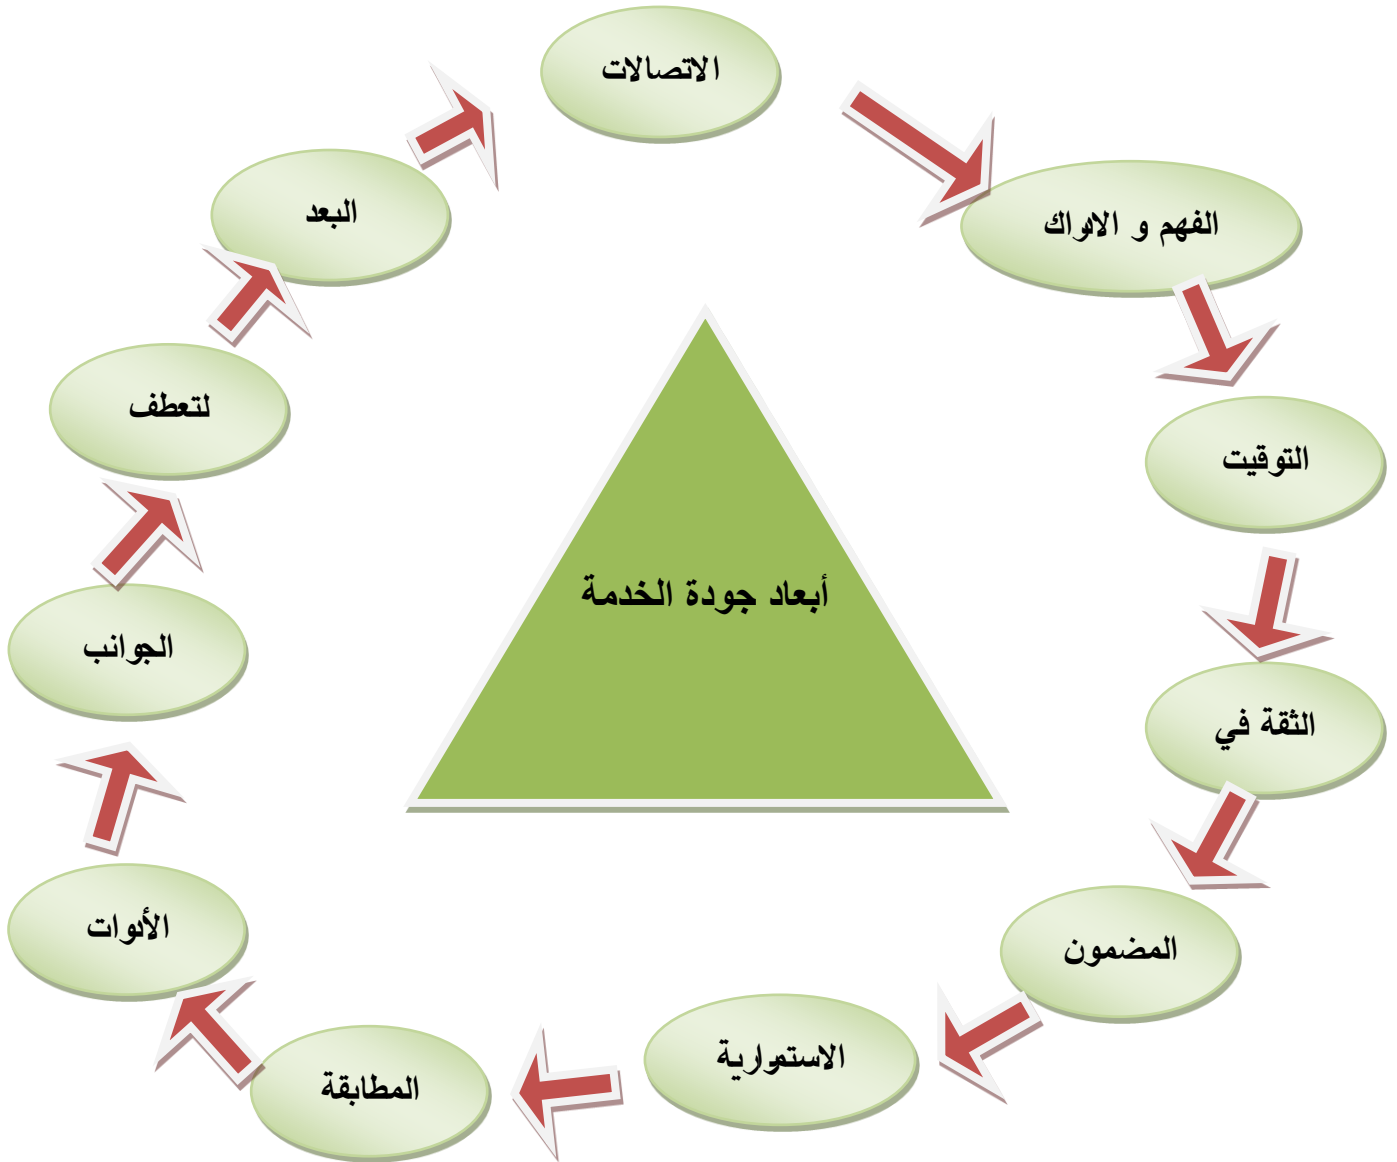 الاتصالات
الفهم و الادراك
التوقيت
الثقة في
المضمون
الاستمرارية
المطابقة
الأدوات
الجوانب
لتعطف
البعد
أبعاد جودة الخدمة